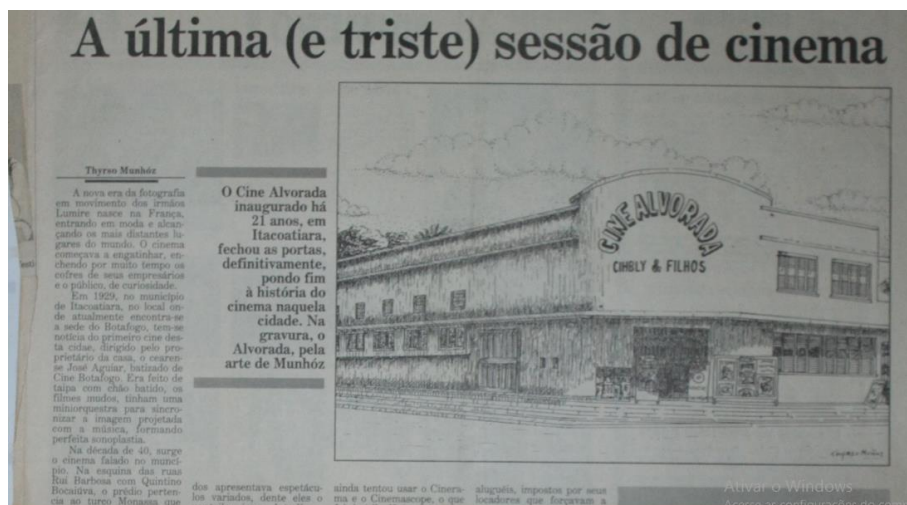 A última (e triste) sessão de cinema
Thyrso Munhóz
A nova era da fotografia
em movimento dos irmãos
Lumire nasce na França,
entrando em moda e alcan-
çando os mais distantes lu-
gares do mundo. O cinema
começava a engatinhar, en-
chendo por muito tempo os
cofres de seus empresários
e o público, de curiosidade.
Em 1929, no município
de Itacoatiara, no local on-
de atualmente encontra-se
a sede do Botafogo, tem-se
notícia do primeiro cine des-
ta cidae, dirigido pelo pro-
prietário da casa, o cearen-
se José Aguiar, batizado de
Cine Botafogo. Era feito de
taipa com chão batido, os
filmes mudos, tinham uma
miniorquestra para sincro-
nizar a imagem projetada
com a música, formando
perfeita sonoplastia.
Na década de 40, surge
o cinema falado no municí-
pio. Na esquina das ruas
Rui Barbosa com Quintino
Bocaiúva, o prédio perten-
cia ao turco Monassa que
O Cine Alvorada
inaugurado há
21 anos, em
Itacoatiara,
fechou as portas,
definitivamente,
pondo fim
à história do
cinema naquela
cidade. Na
gravura, o
Alvorada, pela
arte de Munhóz
CINE ALVORADA
CHIBLY & FILHOS
dos apresentava espetácu-
los variados, dente eles o
ainda tentou usar o Cinera-
ma e o Cinemascope, o que
aluguéis, impostos por seus
locadores que forçavam a
Ativar o Windows